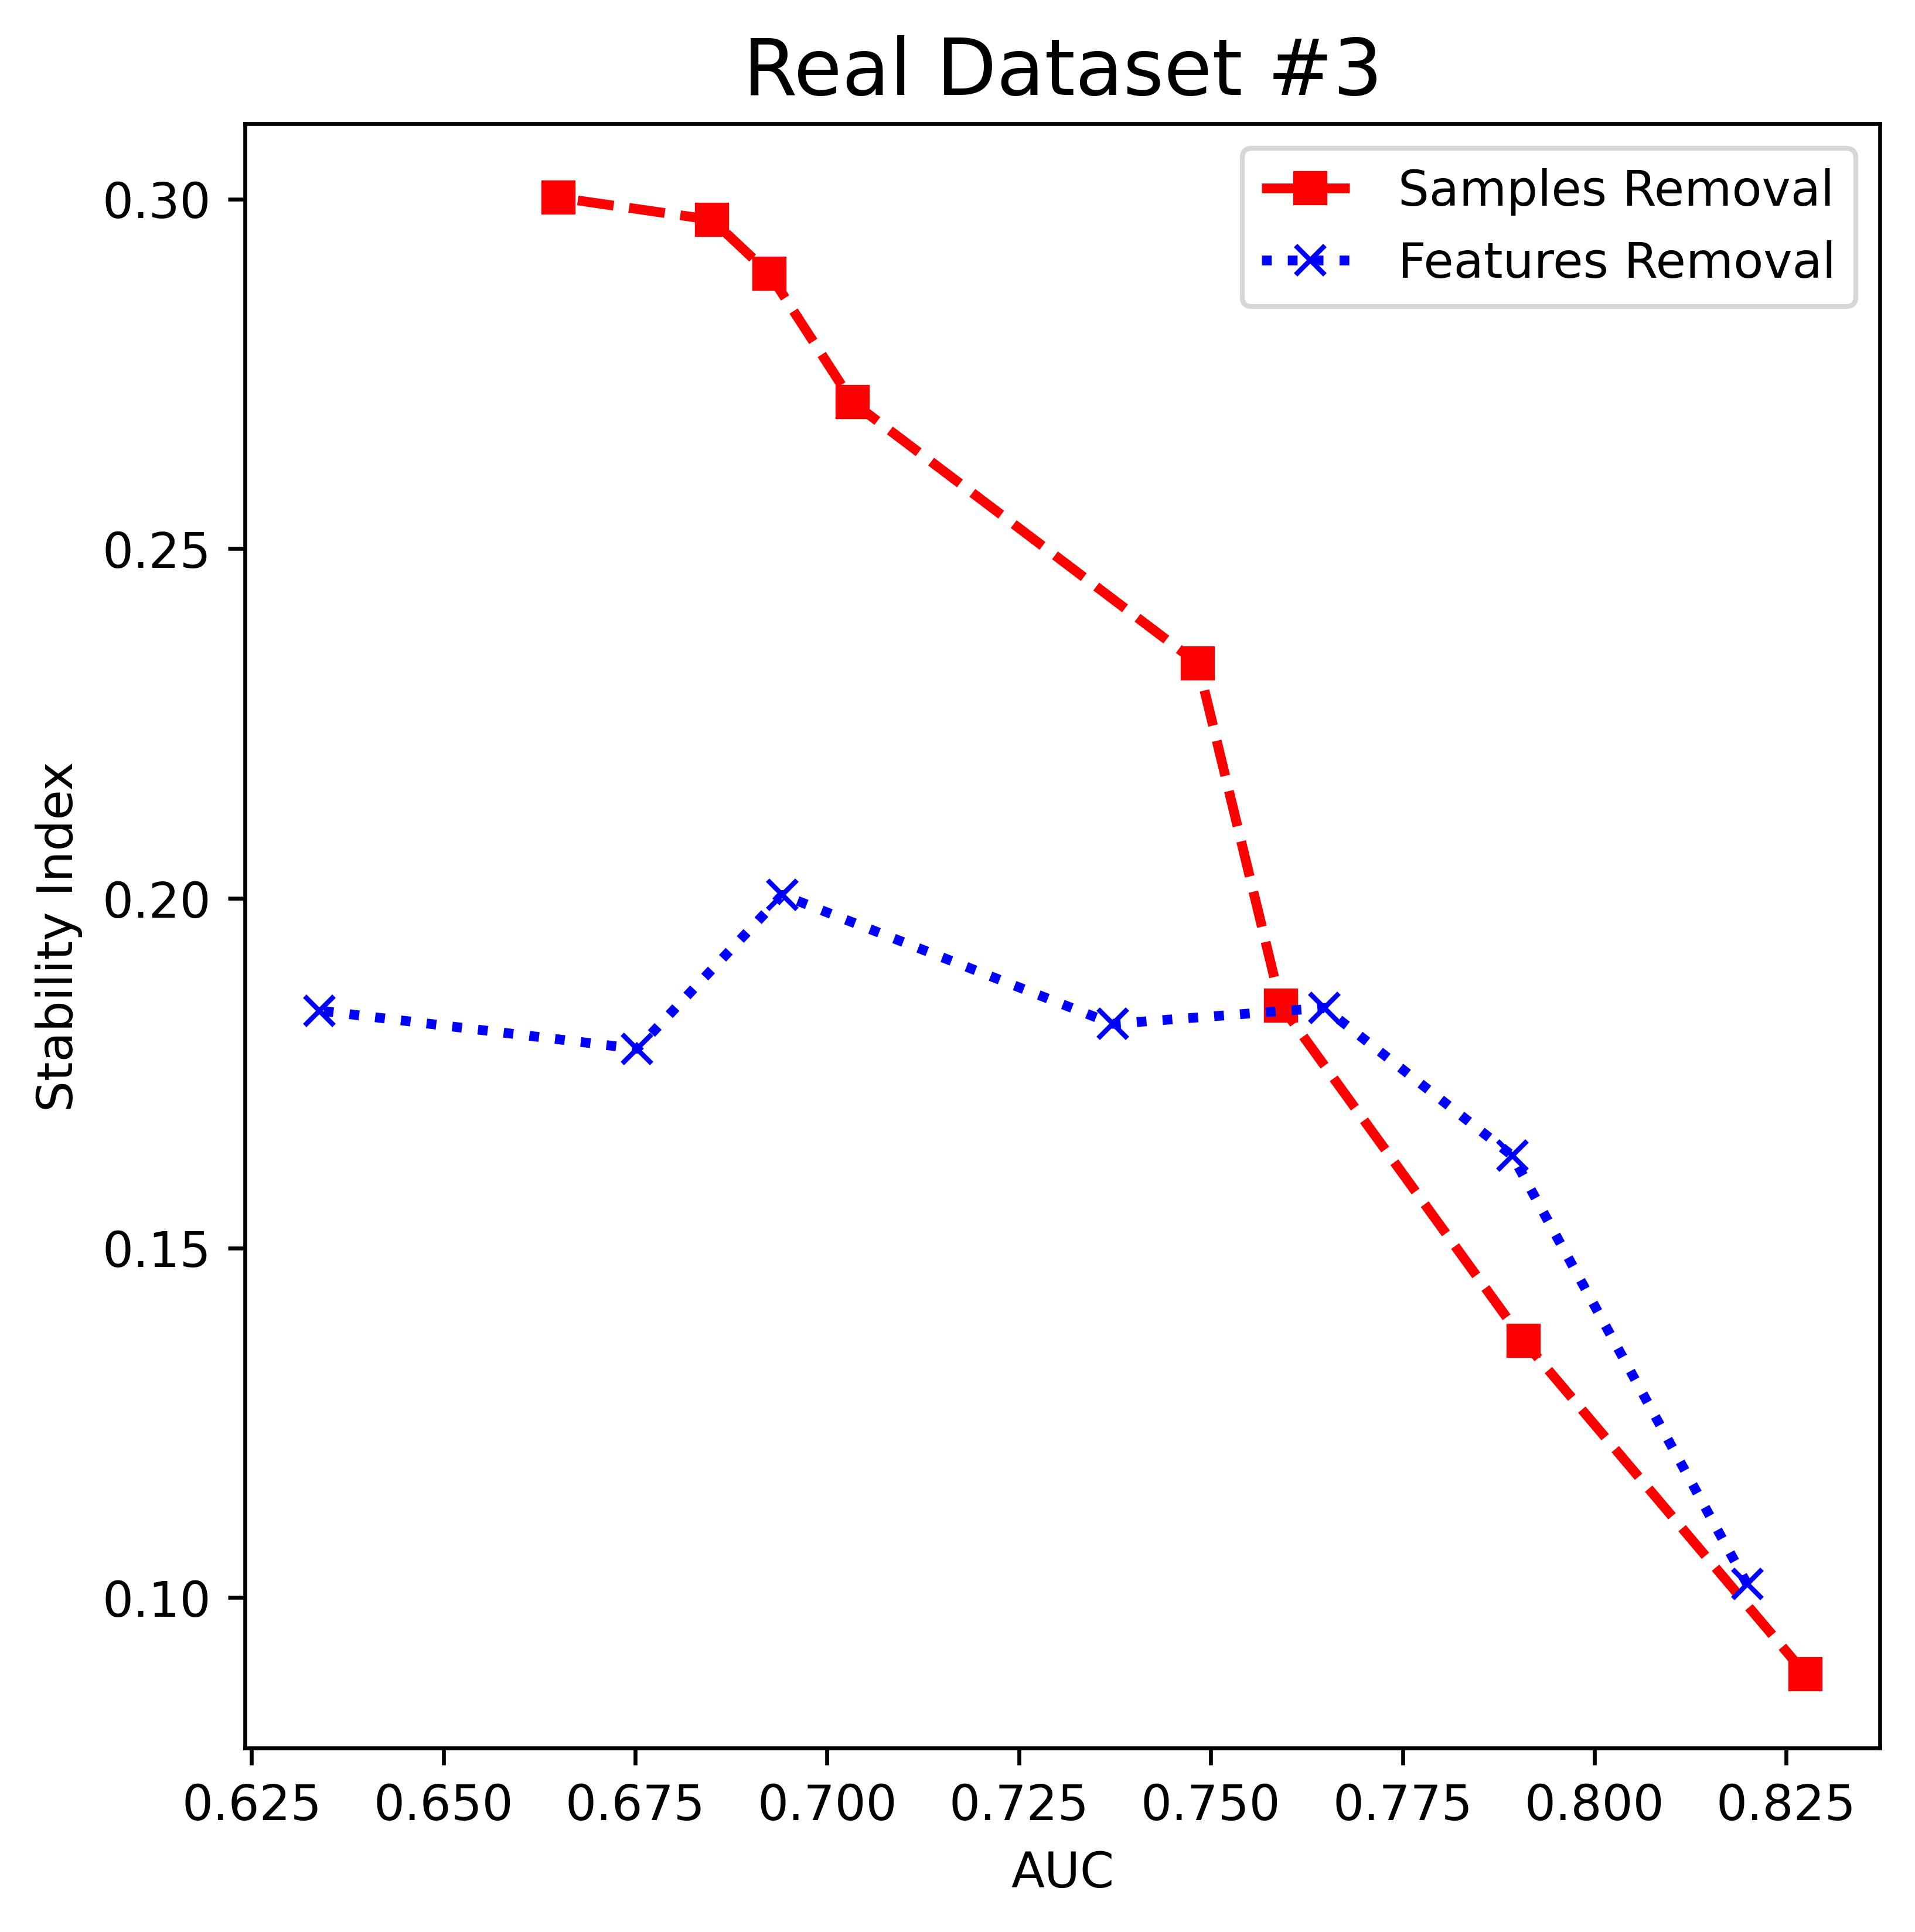 Real Dataset #3
Samples Removal
Features Removal
0.30
0.25
0.20
0.15
0.10
Stability Index
0.625 0.650 0.675 0.700 0.725 0.750 0.775 0.800 0.825
AUC